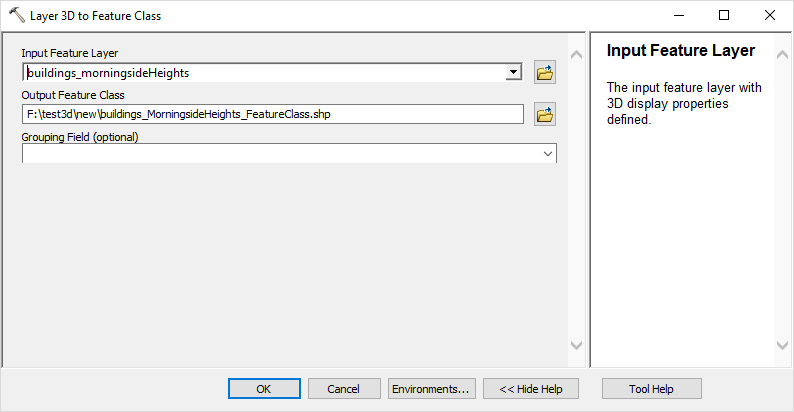 Layer 3D to Feature Class
Input Feature Layer
buildings_morningsideHeights
Output Feature Class
F:\test3d\new\buildings_MorningsideHeights_FeatureClass.shp
Grouping Field (optional)
Input Feature Layer
The input feature layer with
3D display properties
defined.
OK
Cancel
Environments...
<< Hide Help
Tool Help